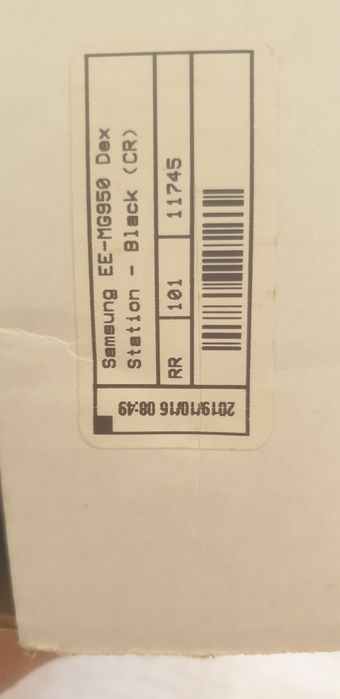 Samsung EE-MG950 Dex
Station - Black (CR)
RR 101 11745
2019/10/16 08:49